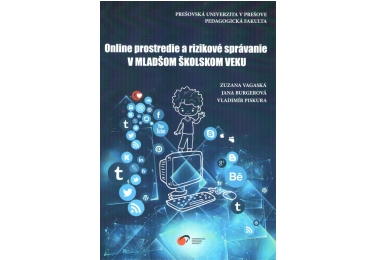 PREŠOVSKÁ UNIVERZITA V PREŠOVE
PEDAGOGICKÁ FAKULTA
Online prostredie a rizikové správanie
V MLADŠOM ŠKOLSKOM VEKU
ZUZANA VAGASKÁ
JANA BURGEROVÁ
VLADIMÍR PISKURA